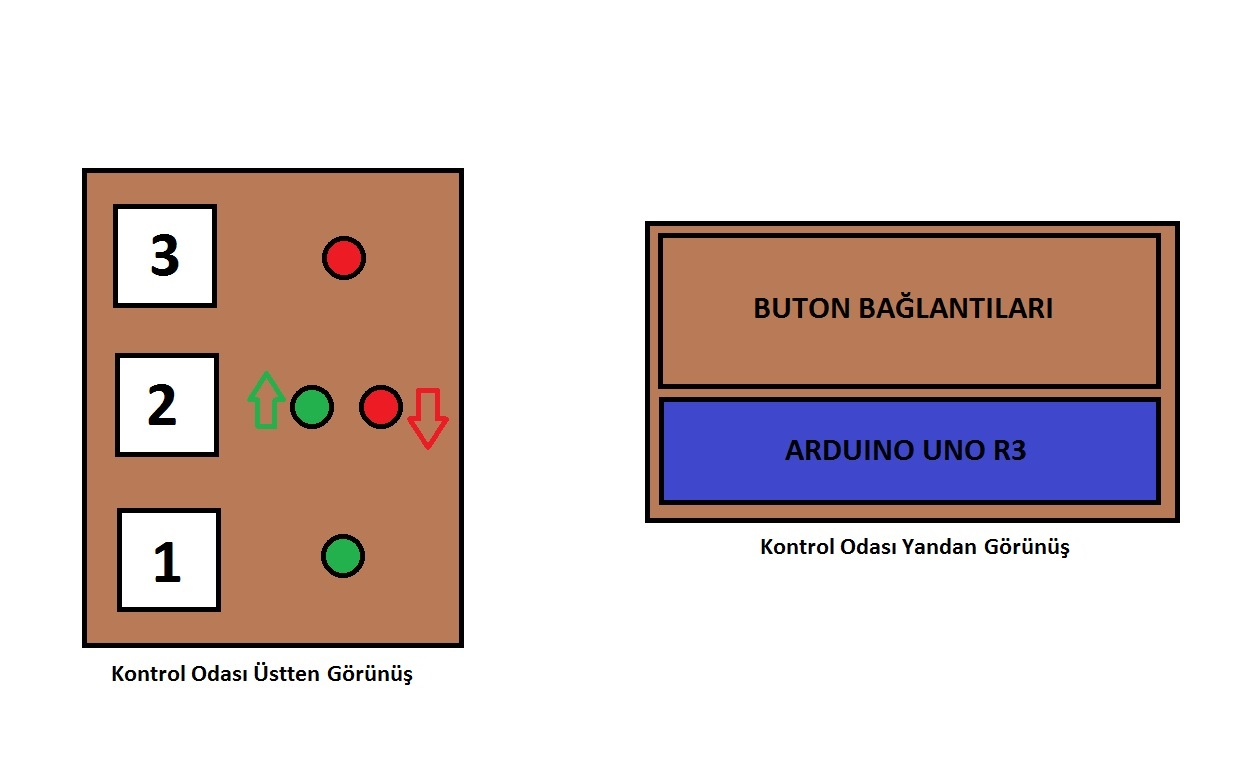 3
2
1
Kontrol Odası Üstten Görünüş
BUTON BAĞLANTILARI
ARDUINO UNO R3
Kontrol Odası Yandan Görünüş